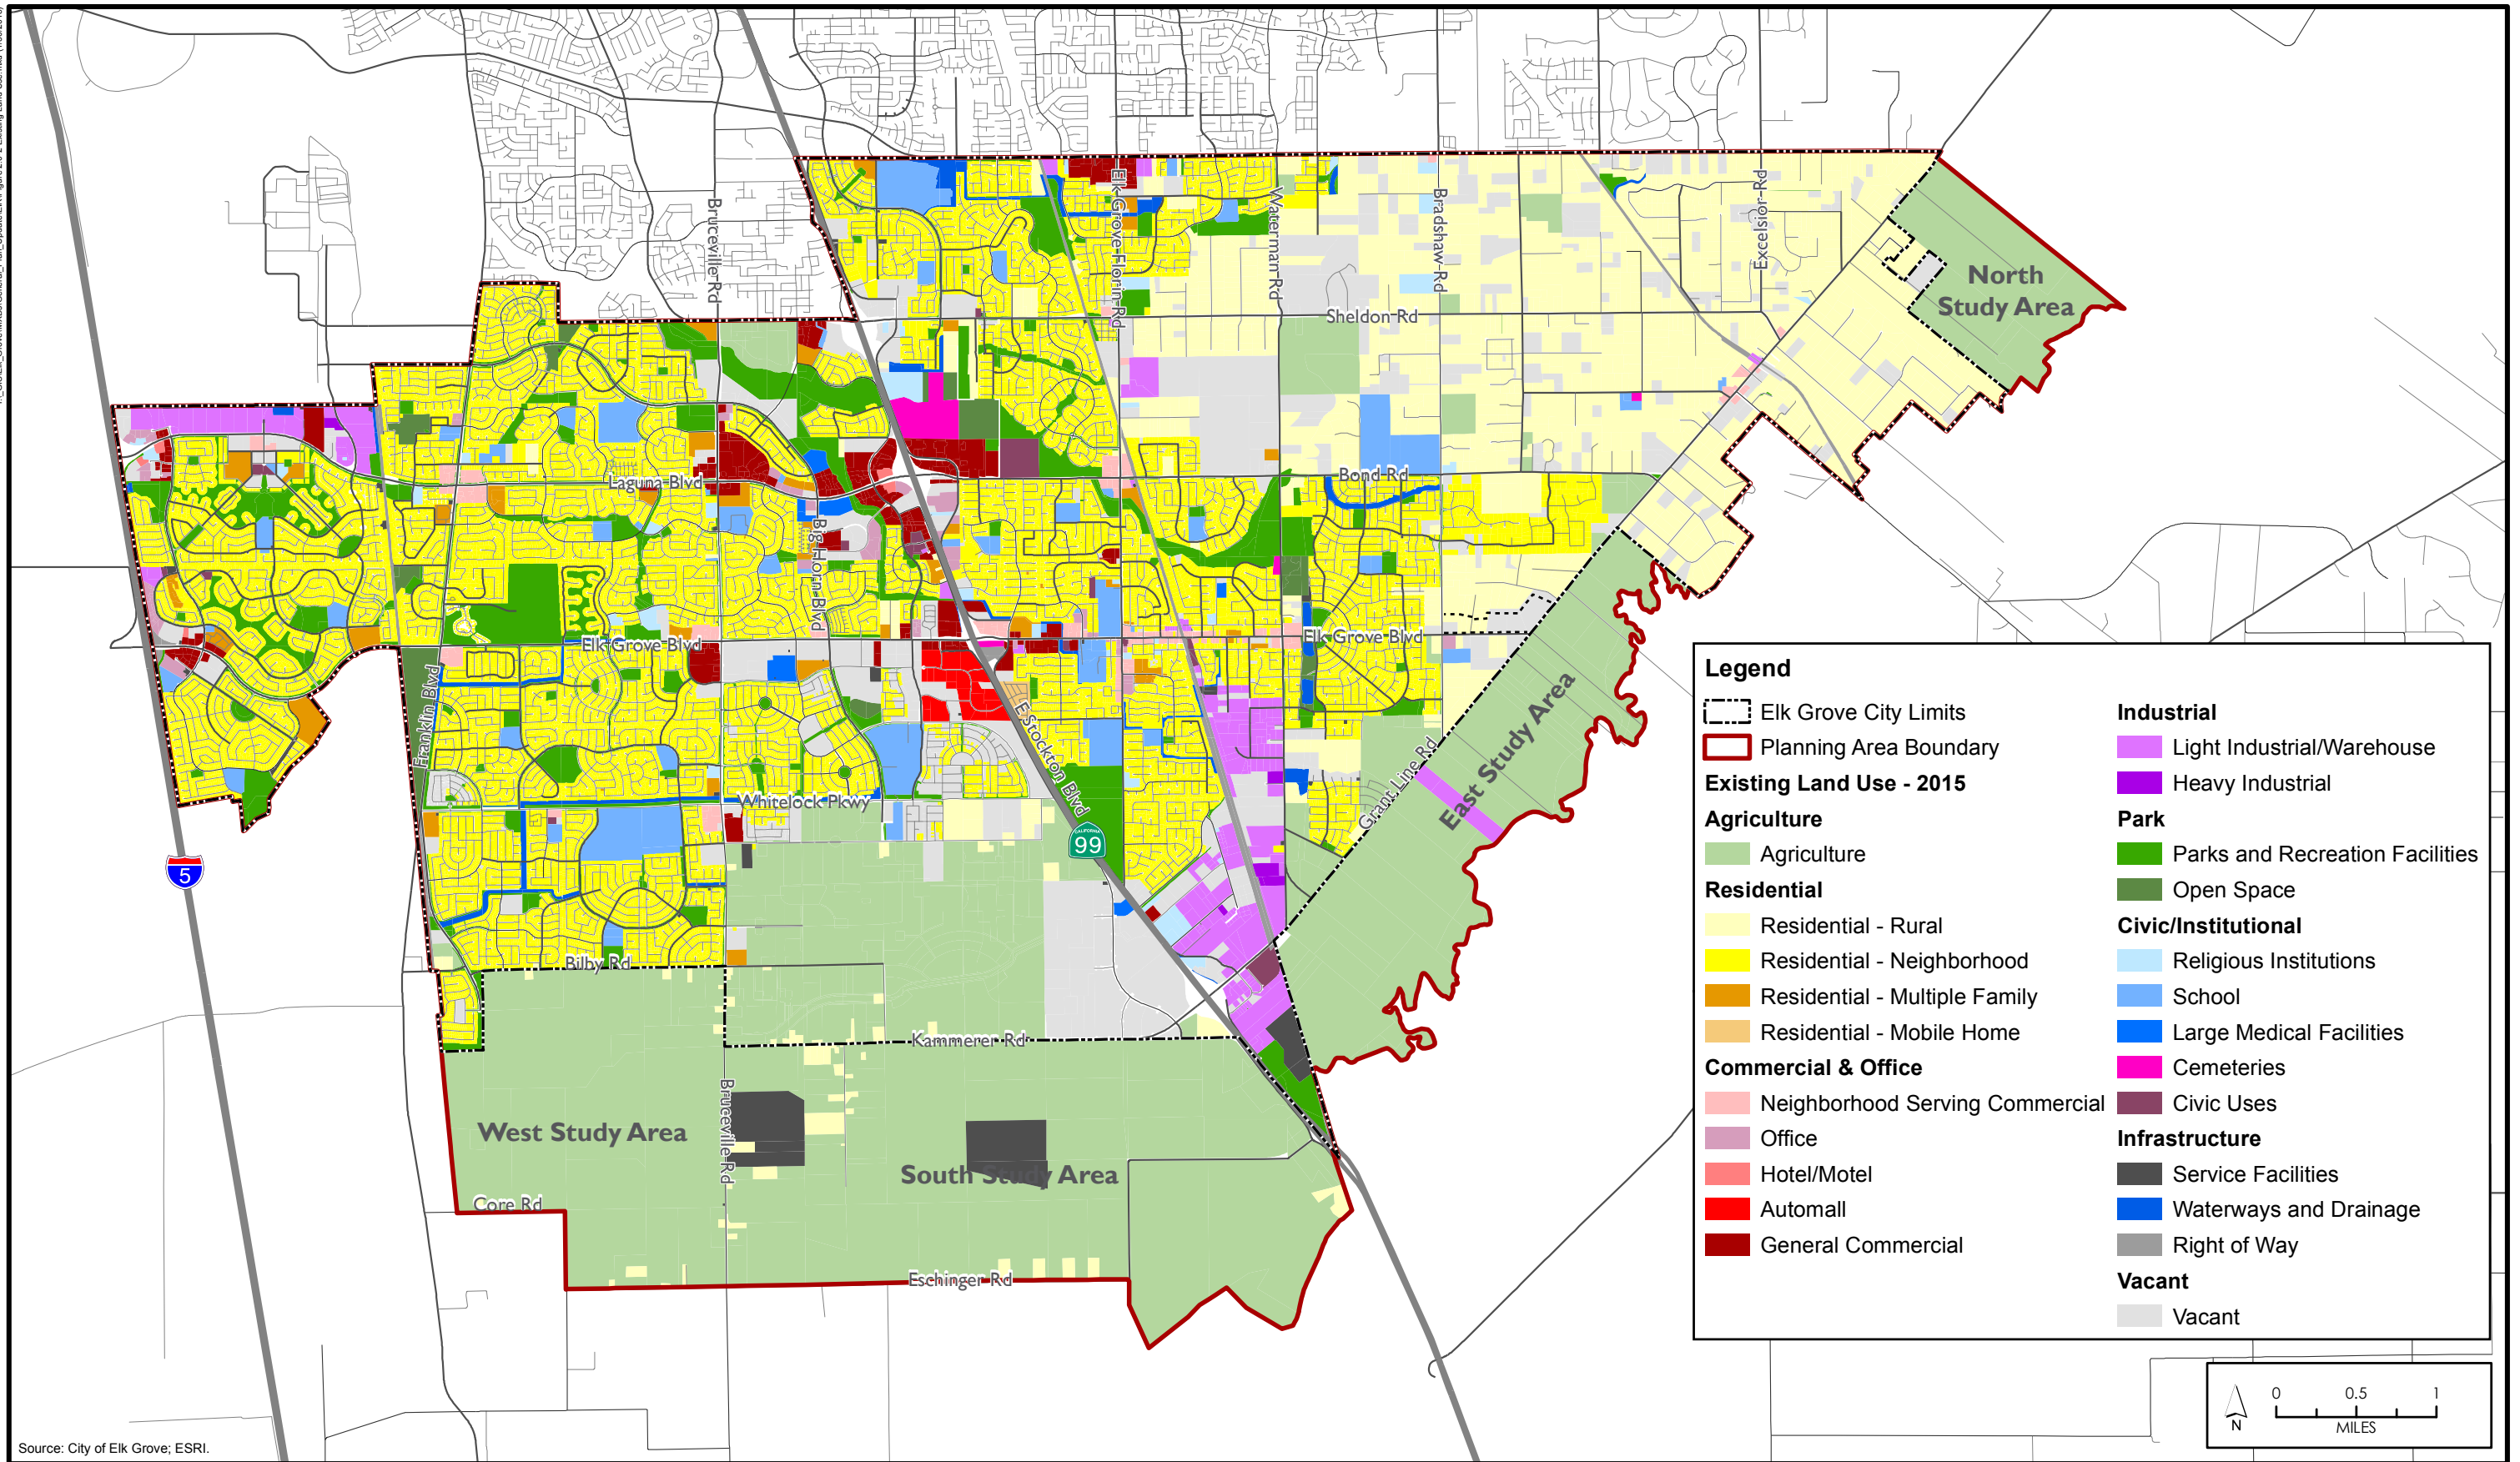 Bruceville Rd
Elk Grove-Florin Rd
Waterman Rd
Bradshaw Rd
Excelsior Rd
North
Study Area
Sheldon Rd
Laguna Blvd
Bond Rd
Big Horn Blvd
Elk Grove Blvd
Elk Grove Blvd
Franklin Blvd
E Stockton Blvd
Grant Line Rd
East Study Area
Whitelock Pkwy
CALIFORNIA
99
5
Bilby Rd
Kammerer Rd
West Study Area
Bruceville Rd
South Study Area
Core Rd
Eschinger Rd
Legend
Elk Grove City Limits
Planning Area Boundary
Existing Land Use - 2015
Agriculture
Agriculture
Residential
Residential - Rural
Residential - Neighborhood
Residential - Multiple Family
Residential - Mobile Home
Commercial & Office
Neighborhood Serving Commercial
Office
Hotel/Motel
Automall
General Commercial
Industrial
Light Industrial/Warehouse
Heavy Industrial
Park
Parks and Recreation Facilities
Open Space
Civic/Institutional
Religious Institutions
School
Large Medical Facilities
Cemeteries
Civic Uses
Infrastructure
Service Facilities
Waterways and Drainage
Right of Way
Vacant
Vacant
N
0 0.5 1
MILES
Source: City of Elk Grove; ESRI.